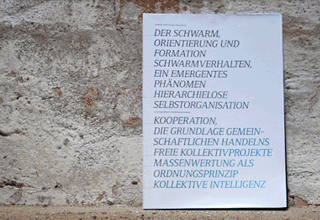 DER SCHWARM,
ORIENTIERUNG UND
FORMATION
SCHWARMVERHALTEN,
EIN EMERGENTES
PHÄNOMEN
HIERARCHIELOSE
SELBSTORGANISATION
KOOPERATION,
DIE GRUNDLAGE GEMEIN-
SCHAFTLICHEN HANDELNS
FREIE KOLLEKTIVPROJEKTE
MASSENWERTUNG ALS
ORDNUNGSPRINZIP
KOLLEKTIVE INTELLIGENZ